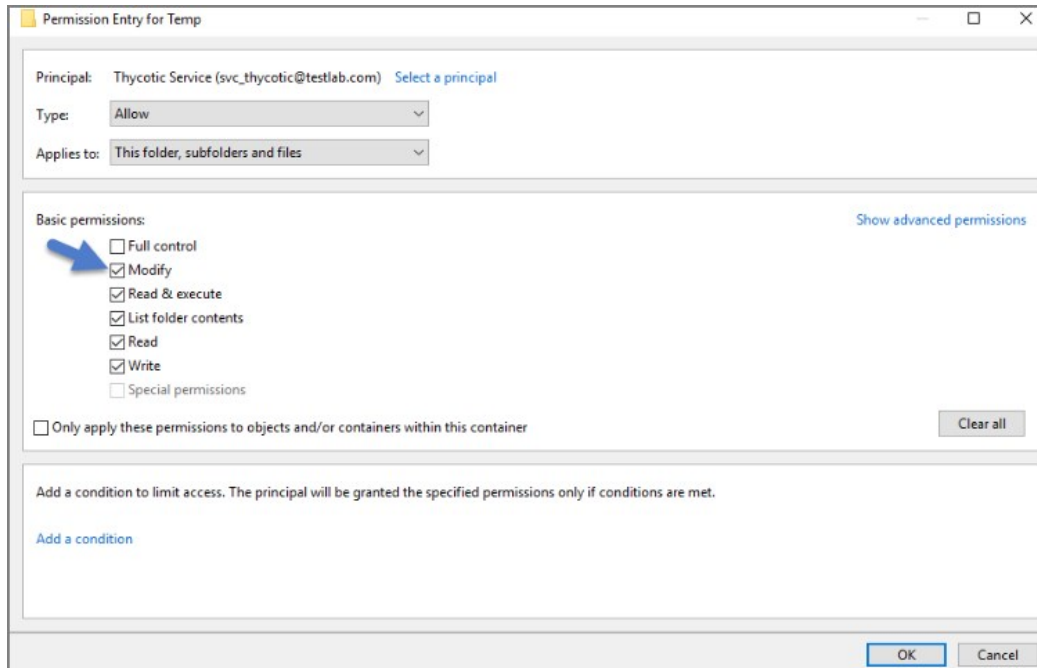 Permission Entry for Temp
Principal: Thycotic Service (svc_thycotic@testlab.com) Select a principal
Type: Allow
Applies to: This folder, subfolders and files
Basic permissions: Show advanced permissions
Full control
Modify
Read & execute
List folder contents
Read
Write
Special permissions
Only apply these permissions to objects and/or containers within this container Clear all
Add a condition to limit access. The principal will be granted the specified permissions only if conditions are met.
Add a condition
OK Cancel